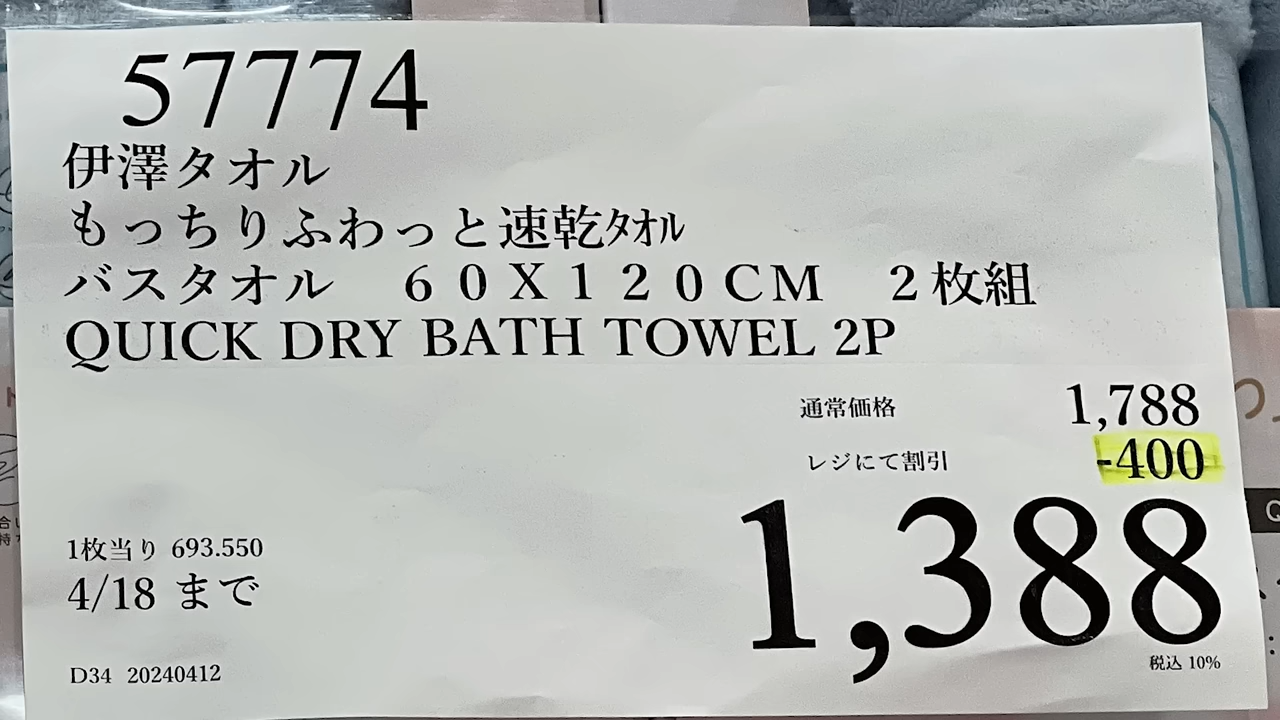 57774
伊澤タオル
もっちりふわっと速乾ﾀｵﾙ
バスタオル　６０Ｘ１２０ＣＭ　２枚組
QUICK DRY BATH TOWEL 2P
通常価格 1,788
レジにて割引 -400
1,388
税込 10%
1枚当り 693.550
4/18 まで
D34 20240412